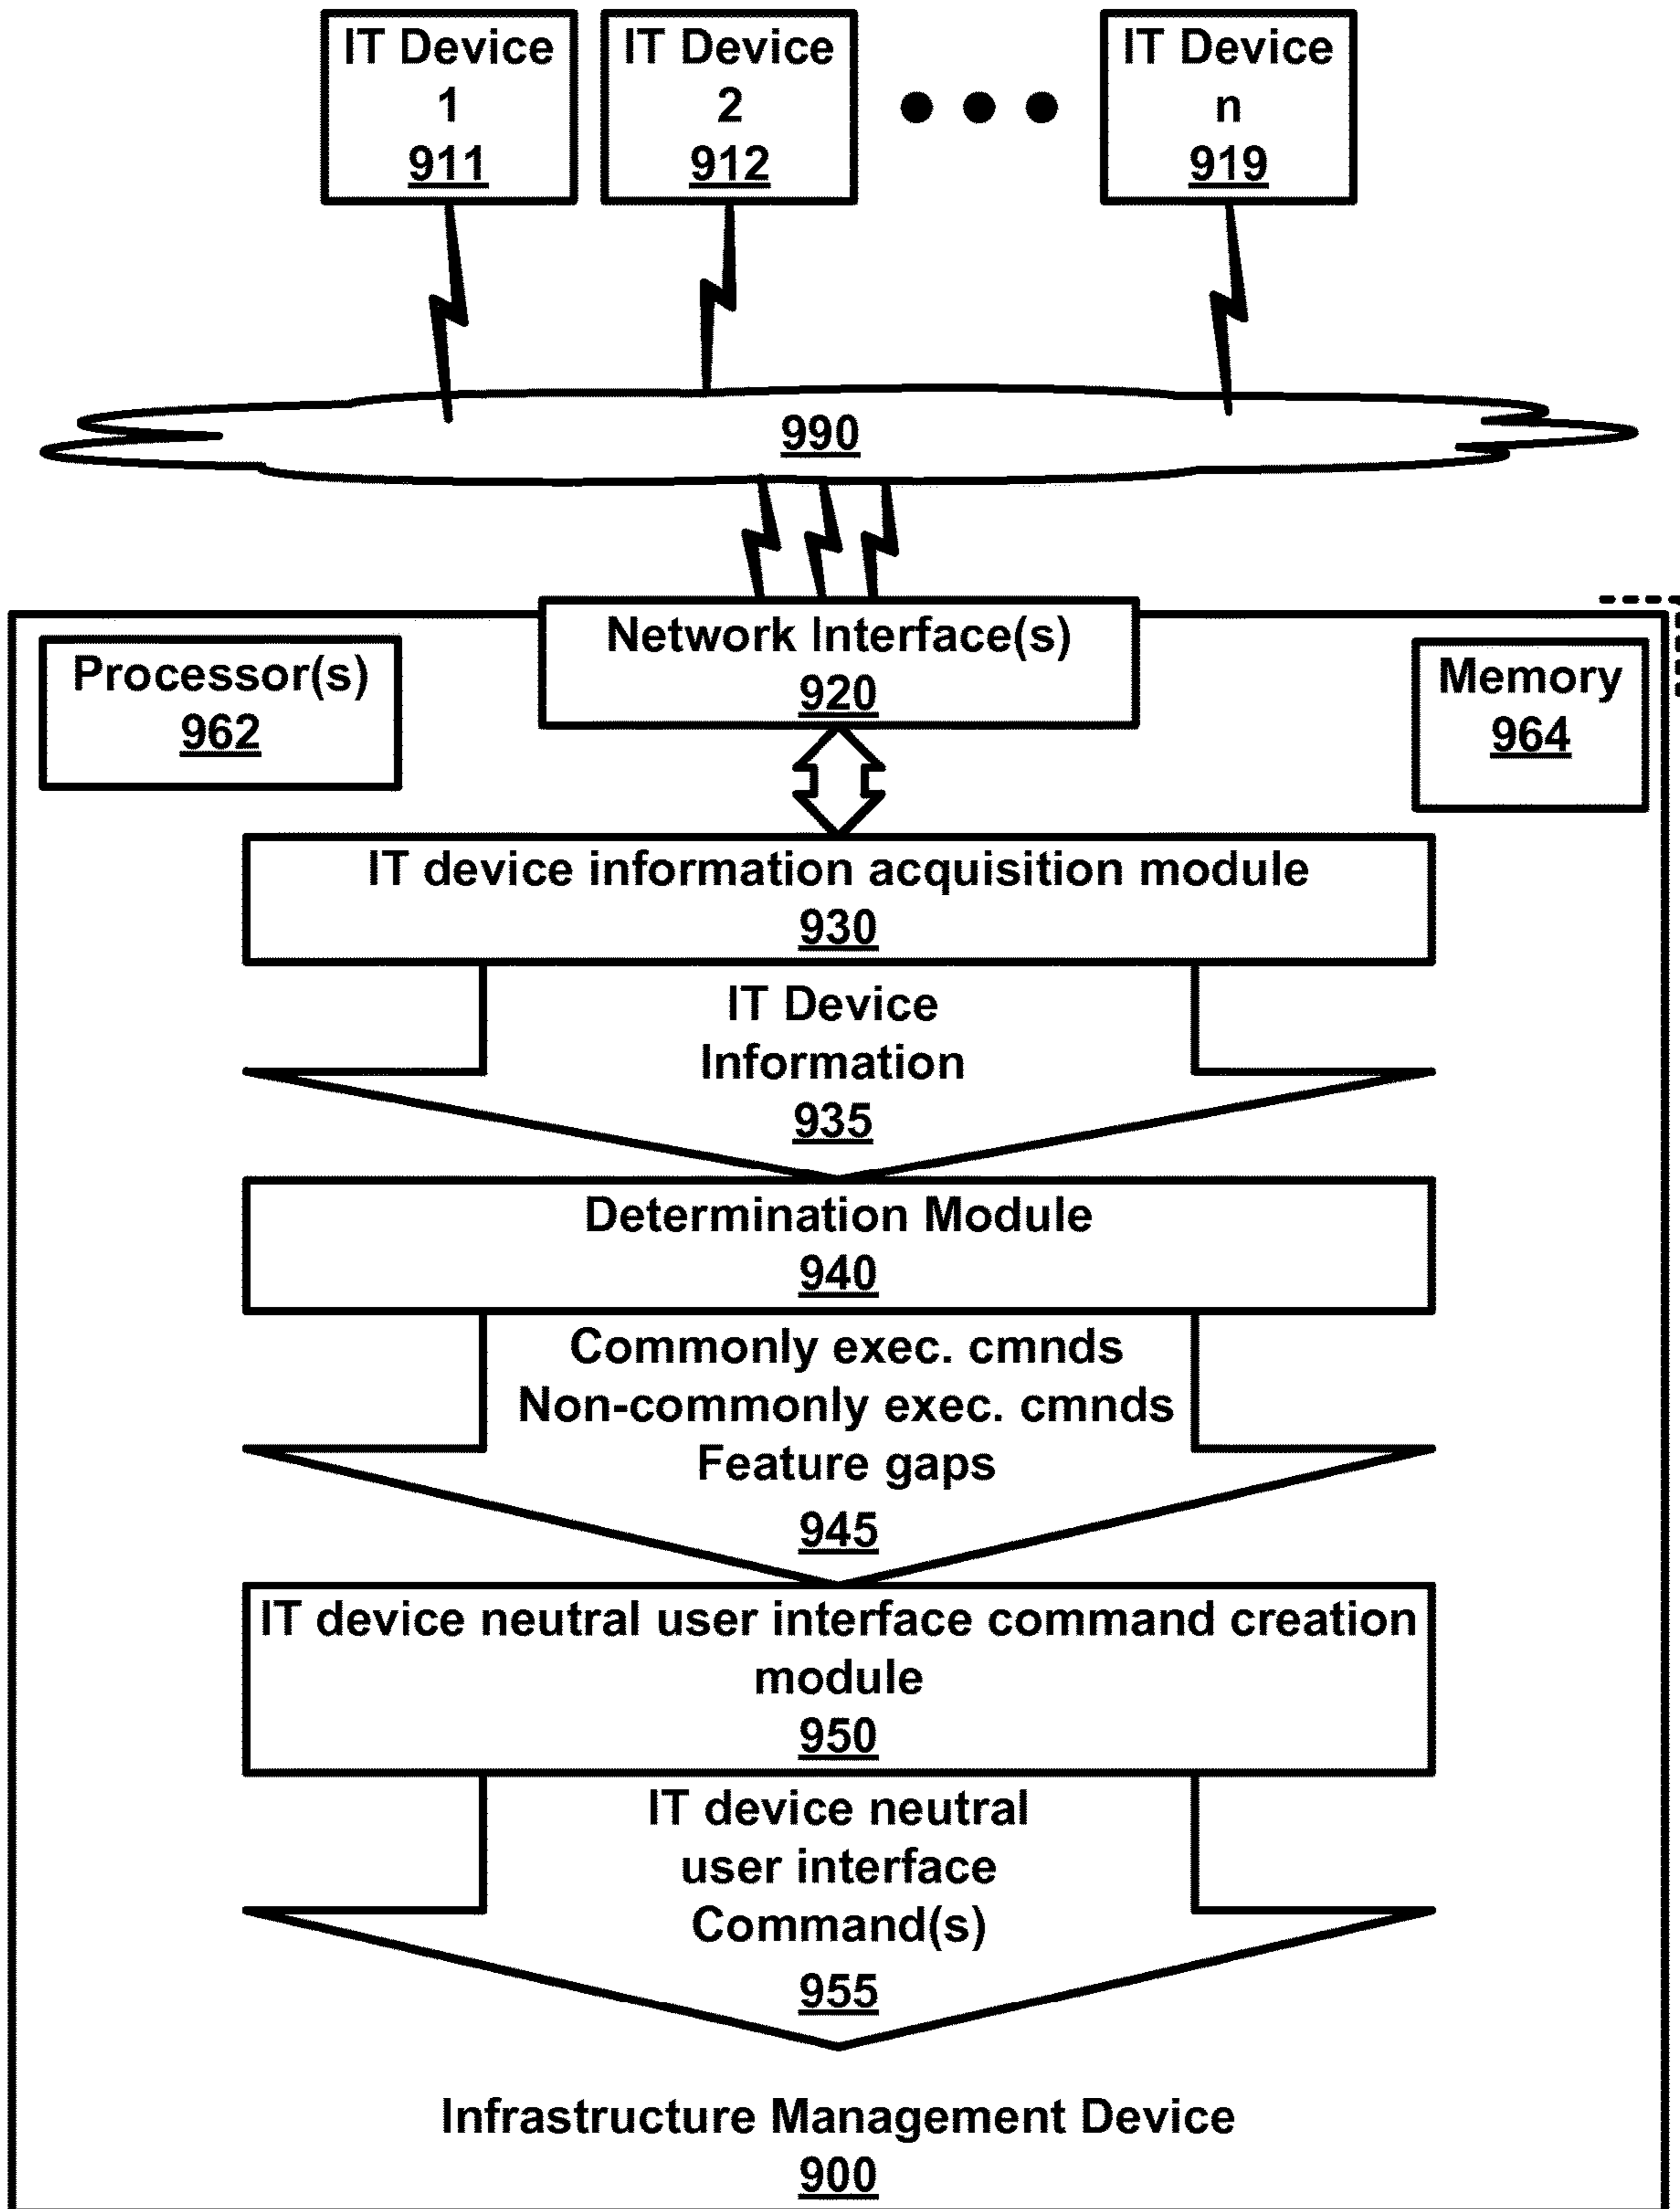 IT Device
1
911
IT Device
2
912
IT Device
n
919
990
Network Interface(s)
920
Processor(s)
962
Memory
964
IT device information acquisition module
930
IT Device
Information
935
Determination Module
940
Commonly exec. cmnds
Non-commonly exec. cmnds
Feature gaps
945
IT device neutral user interface command creation
module
950
IT device neutral
user interface
Command(s)
955
Infrastructure Management Device
900